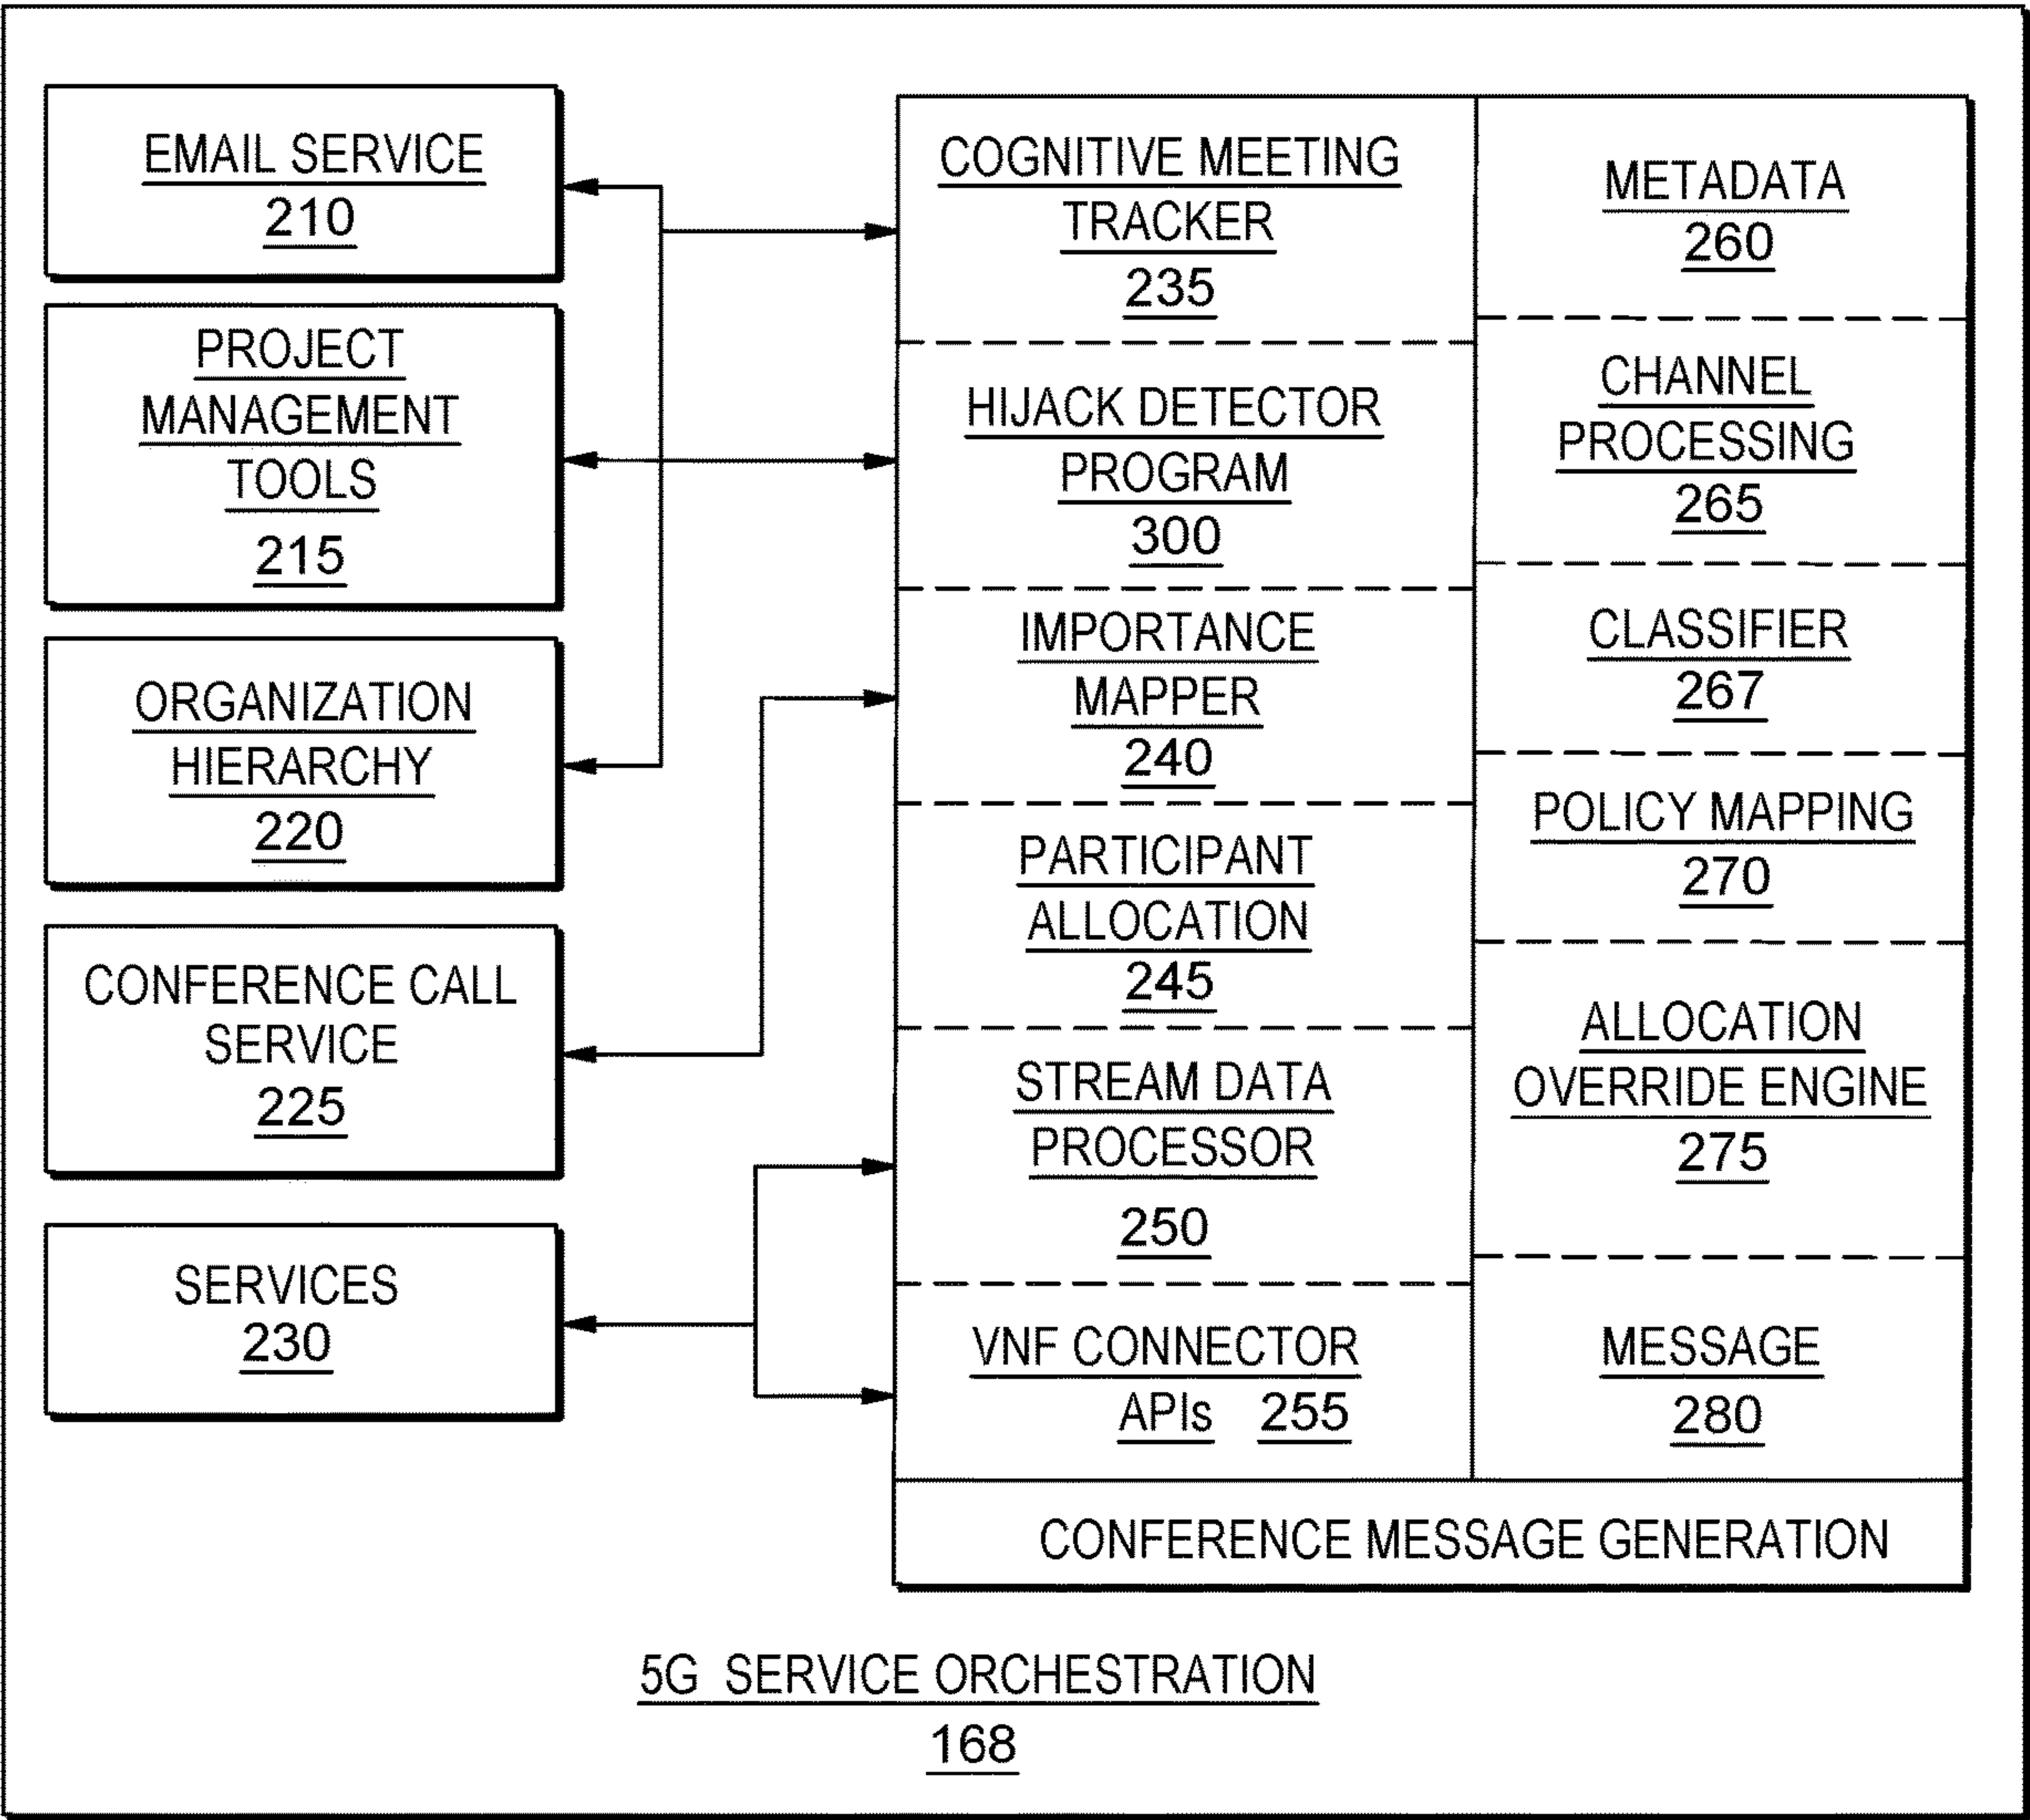 EMAIL SERVICE
210
PROJECT
MANAGEMENT
TOOLS
215
ORGANIZATION
HIERARCHY
220
CONFERENCE CALL
SERVICE
225
SERVICES
230
COGNITIVE MEETING
TRACKER
235
HIJACK DETECTOR
PROGRAM
300
IMPORTANCE
MAPPER
240
PARTICIPANT
ALLOCATION
245
STREAM DATA
PROCESSOR
250
VNF CONNECTOR
APIs 255
METADATA
260
CHANNEL
PROCESSING
265
CLASSIFIER
267
POLICY MAPPING
270
ALLOCATION
OVERRIDE ENGINE
275
MESSAGE
280
CONFERENCE MESSAGE GENERATION
5G SERVICE ORCHESTRATION
168